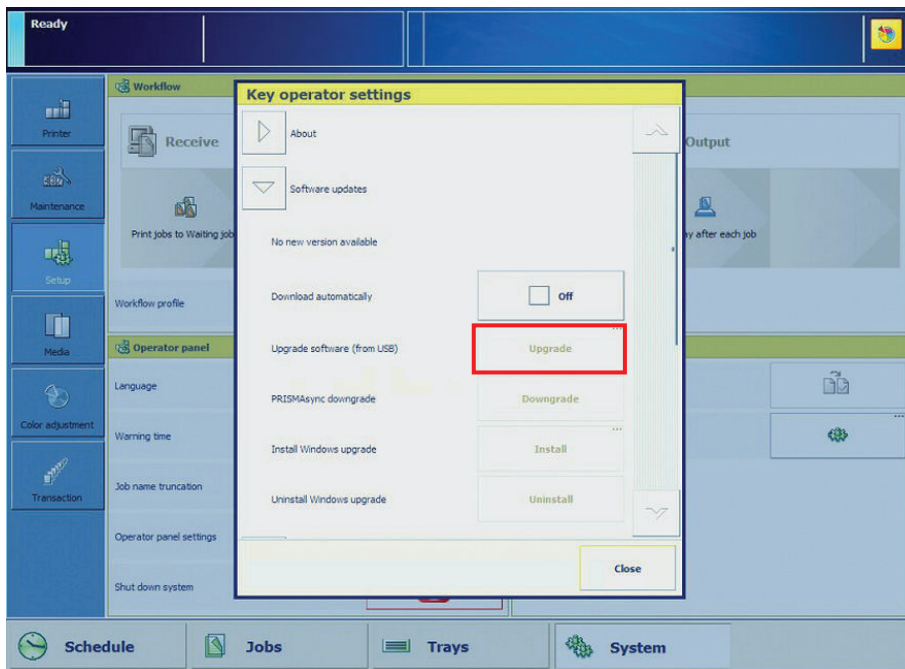 Ready
Workflow
Key operator settings
Printer
Receive
About
Output
Maintenance
Software updates
Print jobs to Waiting job
y after each job
No new version available
Setup
Workflow profile
Download automatically
Off
Media
Operator panel
Upgrade software (from USB)
Upgrade
Language
PRISMAsync downgrade
Downgrade
Color adjustment
Warning time
Install Windows upgrade
Install
Transaction
Job name truncation
Uninstall Windows upgrade
Uninstall
Operator panel settings
Close
Shut down system
Schedule
Jobs
Trays
System